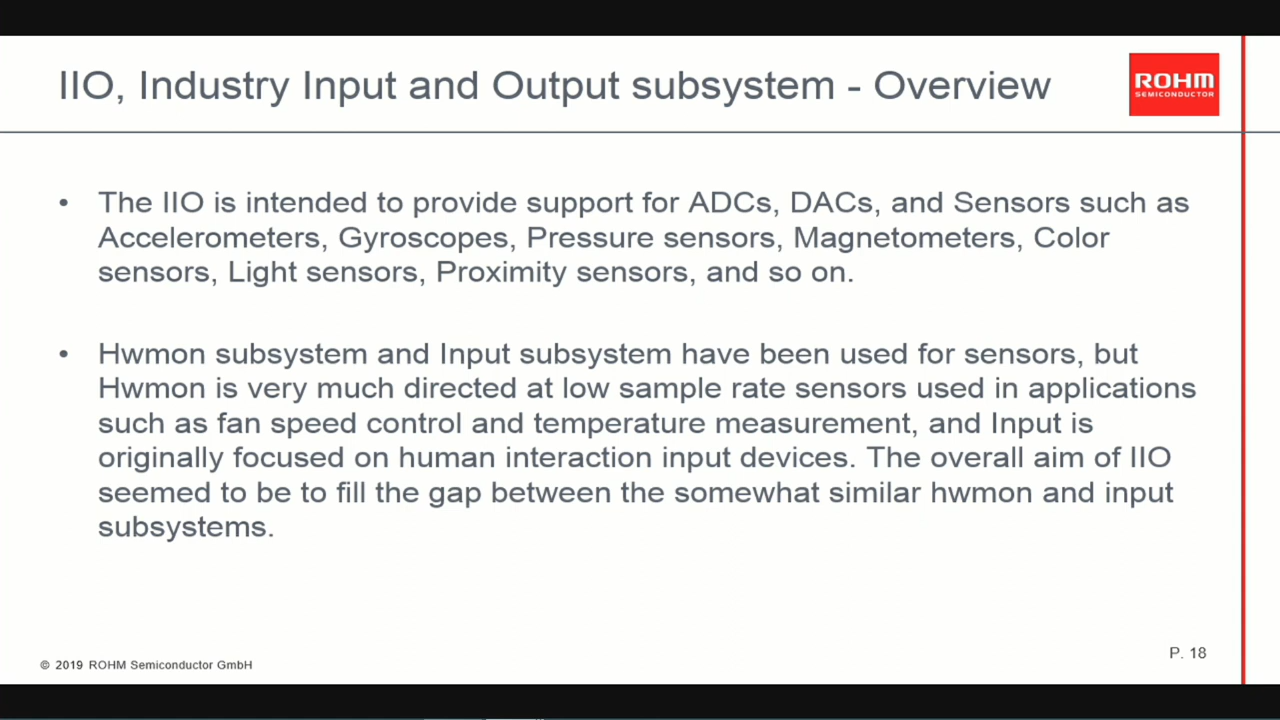 IIO, Industry Input and Output subsystem - Overview
ROHM
SEMICONDUCTOR
• The IIO is intended to provide support for ADCs, DACs, and Sensors such as
Accelerometers, Gyroscopes, Pressure sensors, Magnetometers, Color
sensors, Light sensors, Proximity sensors, and so on.
• Hwmon subsystem and Input subsystem have been used for sensors, but
Hwmon is very much directed at low sample rate sensors used in applications
such as fan speed control and temperature measurement, and Input is
originally focused on human interaction input devices. The overall aim of IIO
seemed to be to fill the gap between the somewhat similar hwmon and input
subsystems.
© 2019 ROHM Semiconductor GmbH
P. 18